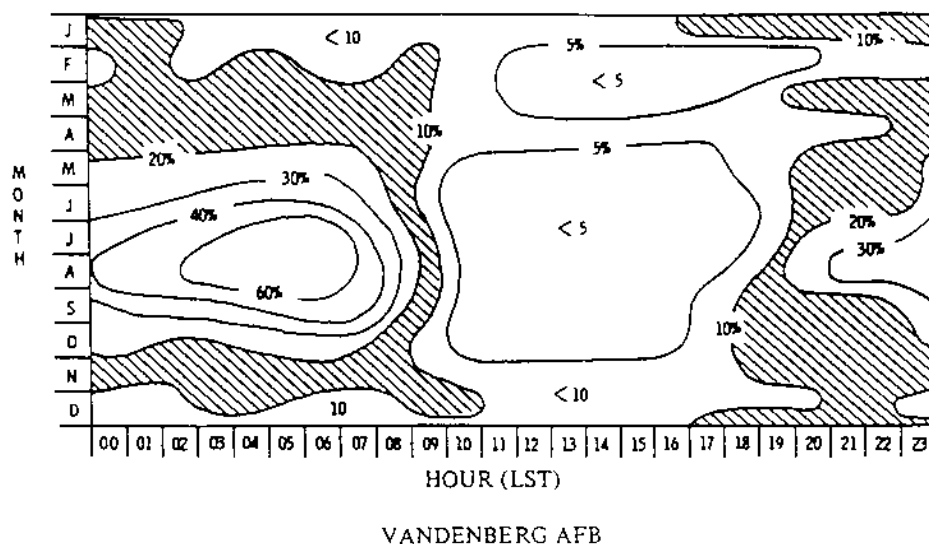 J
< 10
5%
10%
F
< 5
M
A
10%
M
20%
5%
30%
J
40%
20%
J
< 5
30%
A
60%
S
10%
O
N
< 10
D
10
MONTH
00 01 02 03 04 05 06 07 08 09 10 11 12 13 14 15 16 17 18 19 20 21 22 23
HOUR (LST)
VANDENBERG AFB